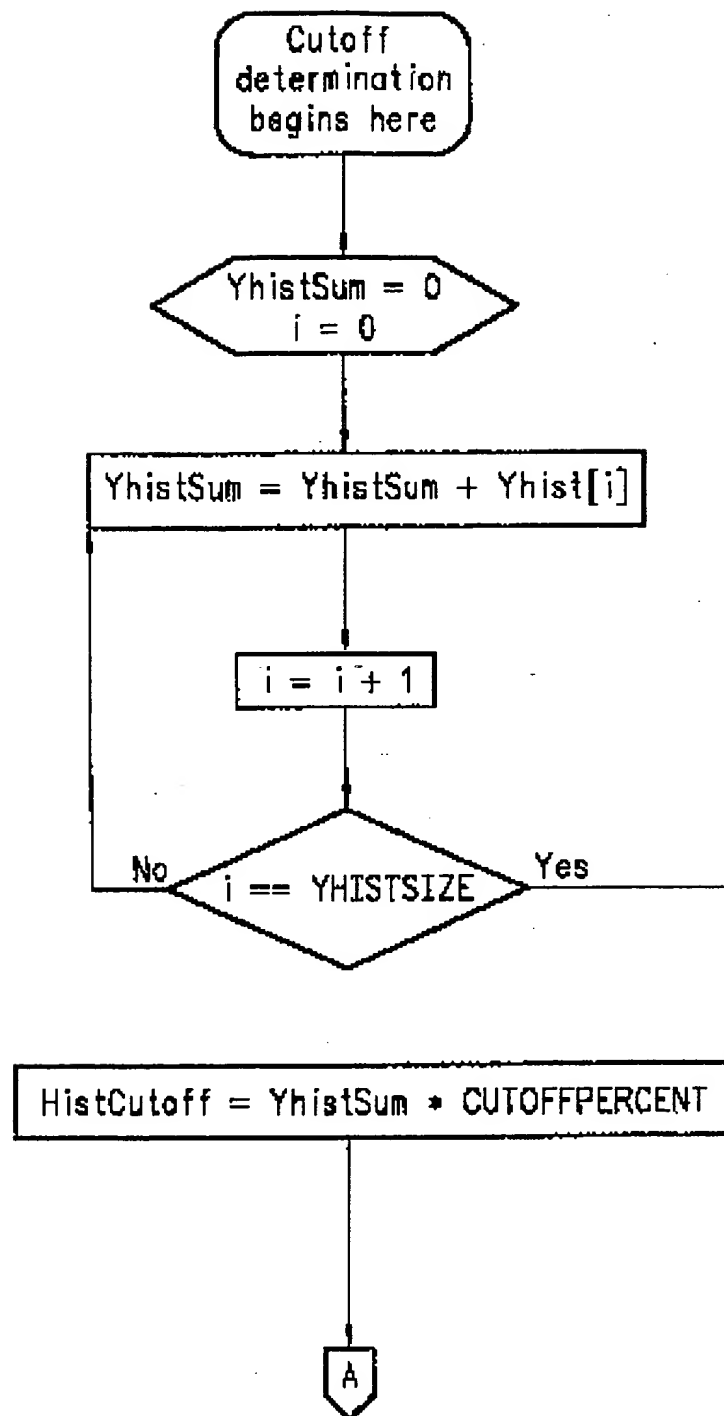 Cutoff
determination
begins here
YhistSum = 0
i = 0
YhistSum = YhistSum + Yhist[i]
i = i + 1
No
i == YHISTSIZE
Yes
HistCutoff = YhistSum * CUTOFFPERCENT
A